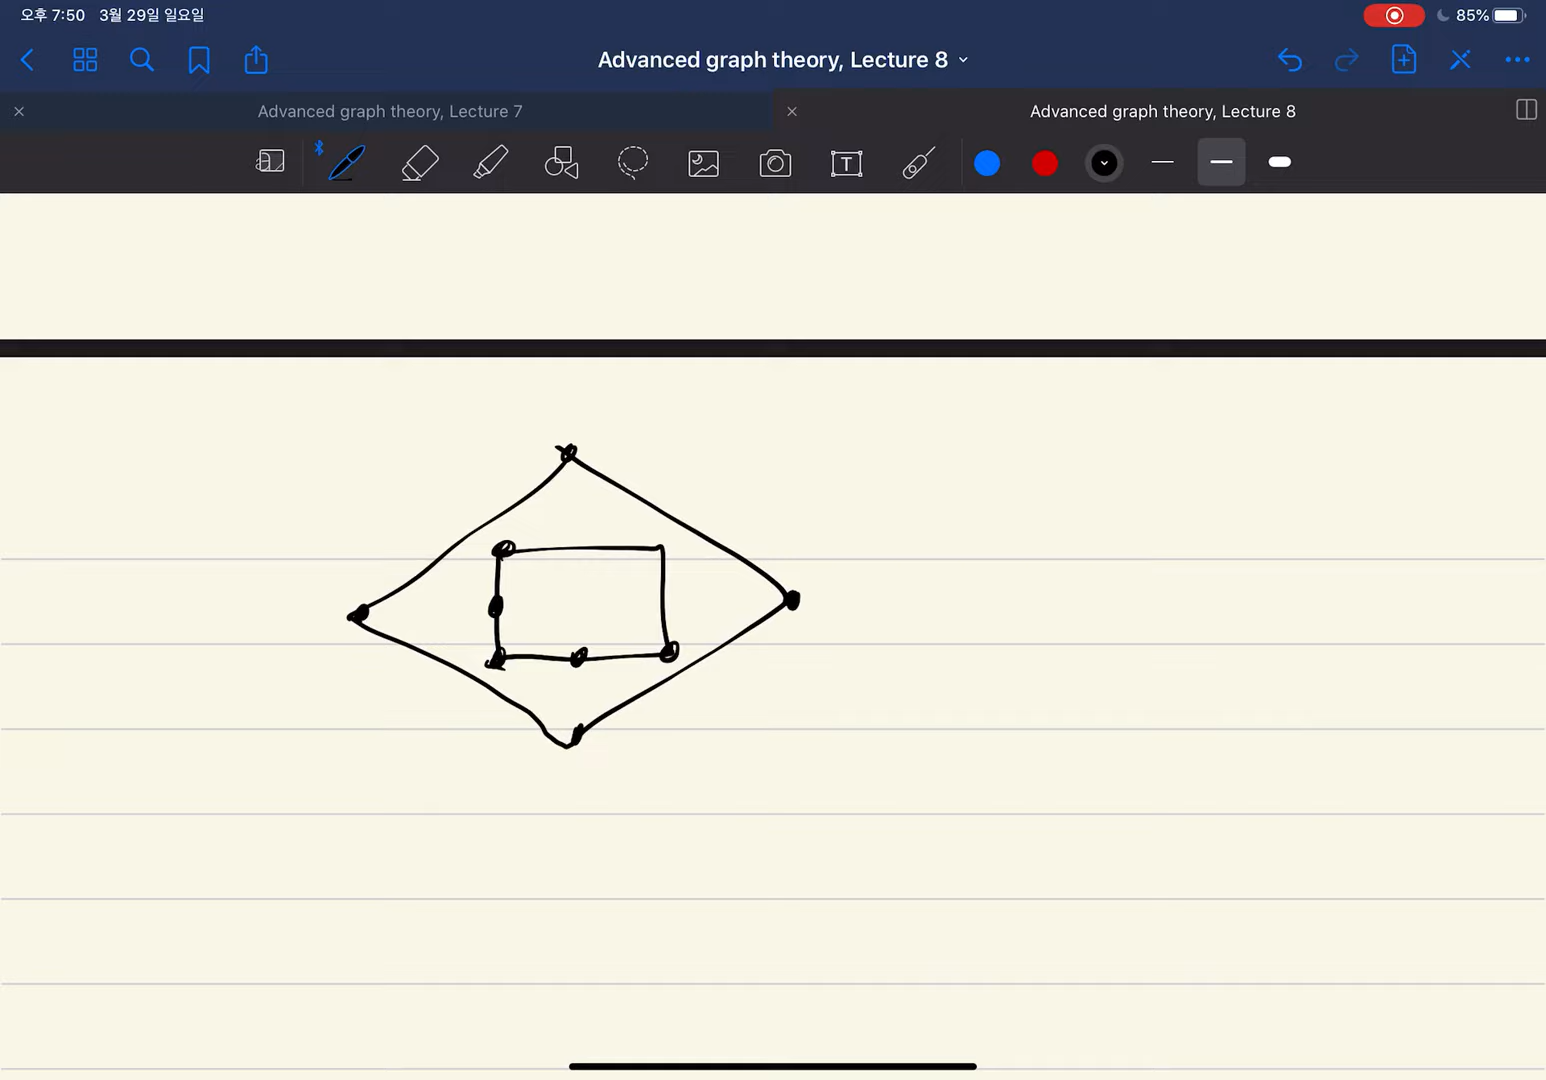 오후 7:50 3월 29일 일요일
85%
Advanced graph theory, Lecture 8
Advanced graph theory, Lecture 7
Advanced graph theory, Lecture 8
T